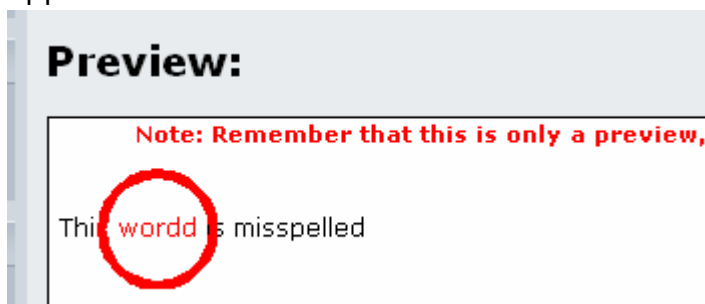 Preview:
Note: Remember that this is only a preview,
This wordd is misspelled